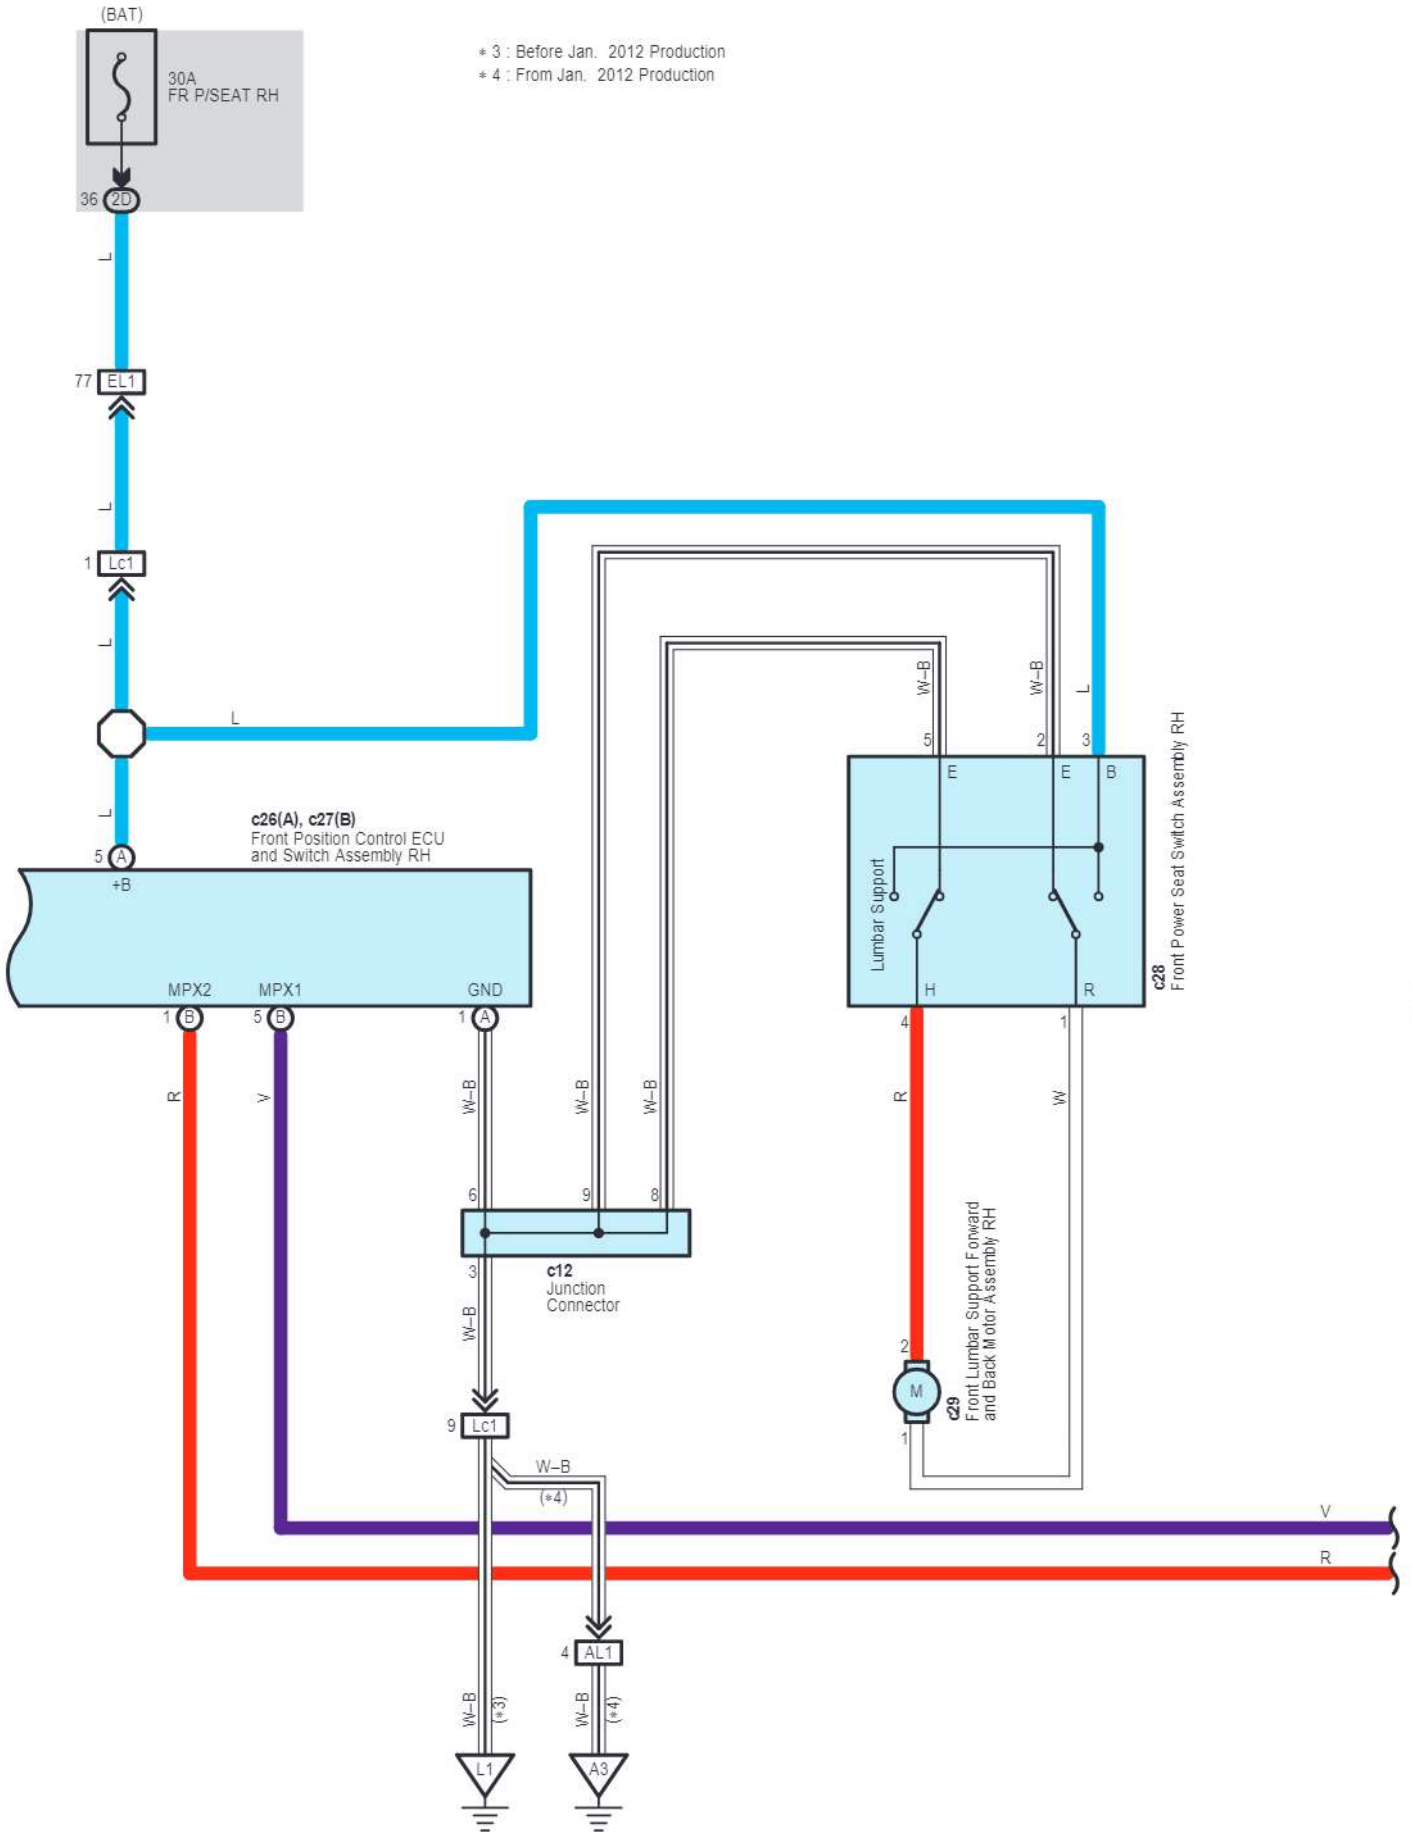 (BAT)
∗ 3 : Before Jan. 2012 Production
∗ 4 : From Jan. 2012 Production
30A
FR P/SEAT RH
36
2D
L
77
EL1
L
1
Lc1
L
L
L
W–B
W–B
L
5
2
3
E
E
B
Lumbar Support
H
R
4
1
c28
Front Power Seat Switch Assembly RH
c26(A), c27(B)
Front Position Control ECU
and Switch Assembly RH
5
A
+B
MPX2
MPX1
GND
1
B
5
B
1
A
R
V
W–B
W–B
W–B
R
W
6
9
8
3
c12
Junction
Connector
W–B
2
M
1
c29
Front Lumbar Support Forward
and Back Motor Assembly RH
9
Lc1
W–B
(∗4)
V
R
4
AL1
W–B
(∗3)
W–B
(∗4)
L1
A3